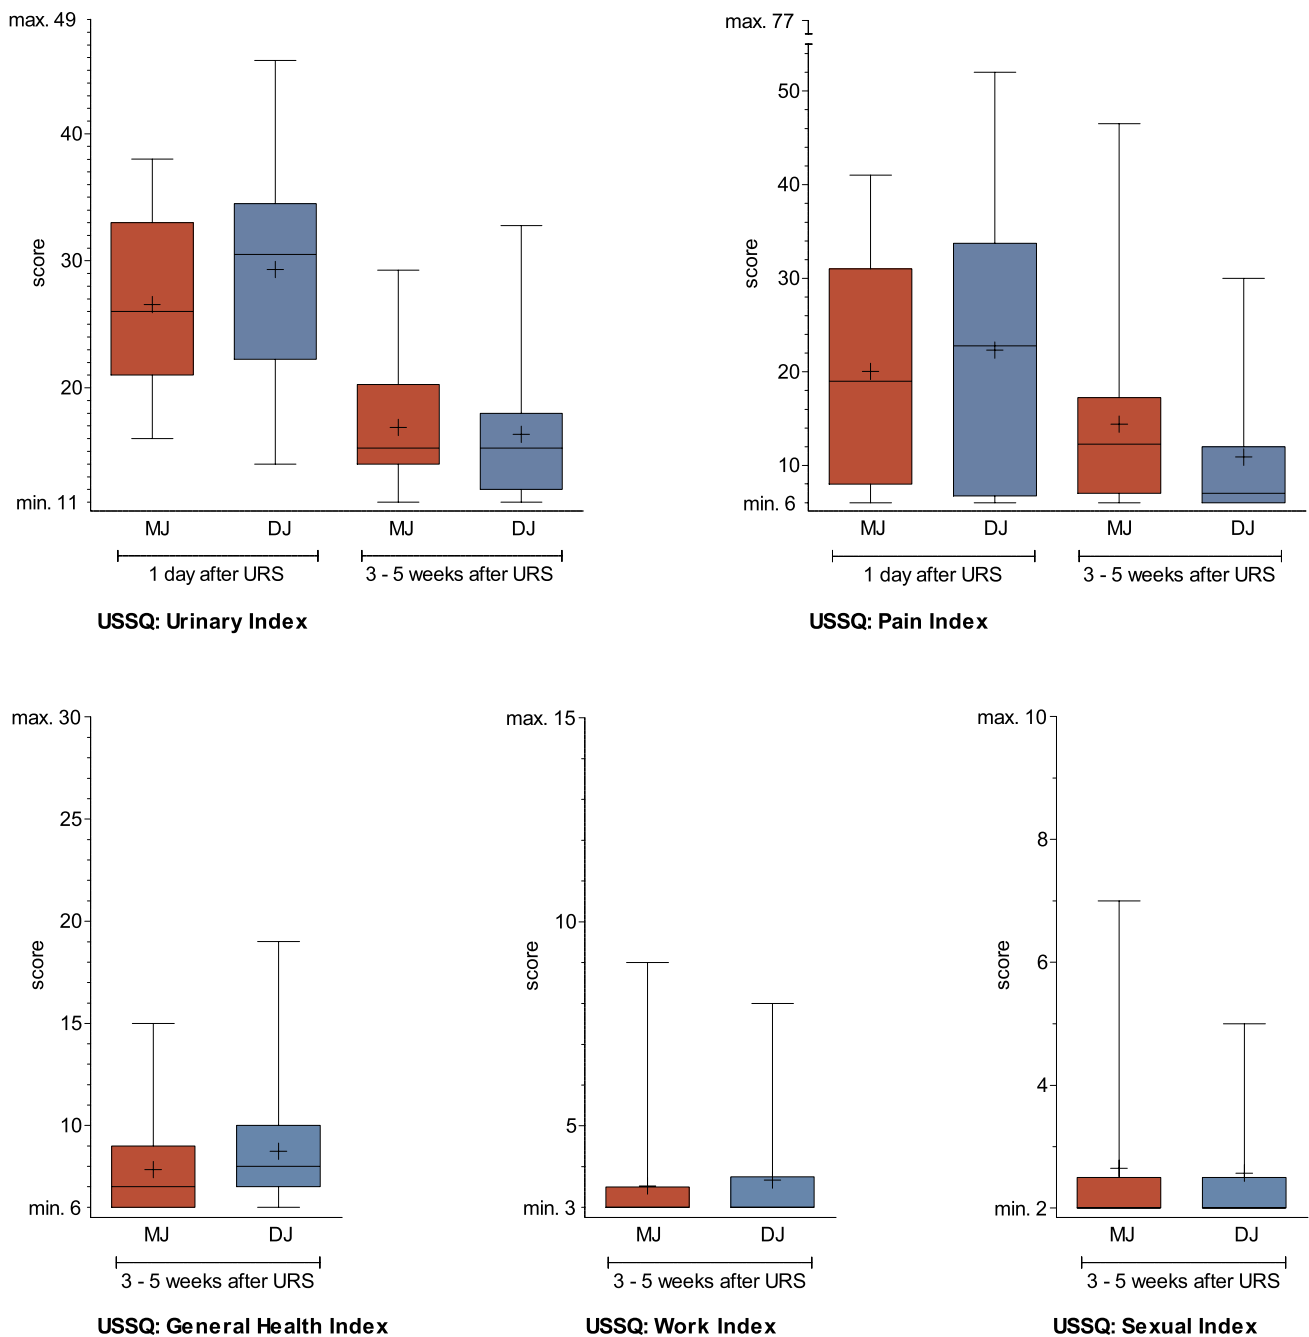 max. 49
40
30
20
min. 11
score
MJ
DJ
MJ
DJ
1 day after URS
3 - 5 weeks after URS
USSQ: Urinary Index
max. 77
50
40
30
20
10
min. 6
score
MJ
DJ
MJ
DJ
1 day after URS
3 - 5 weeks after URS
USSQ: Pain Index
max. 30
25
20
15
10
min. 6
score
MJ
DJ
3 - 5 weeks after URS
USSQ: General Health Index
max. 15
10
5
min. 3
score
MJ
DJ
3 - 5 weeks after URS
USSQ: Work Index
max. 10
8
6
4
min. 2
score
MJ
DJ
3 - 5 weeks after URS
USSQ: Sexual Index